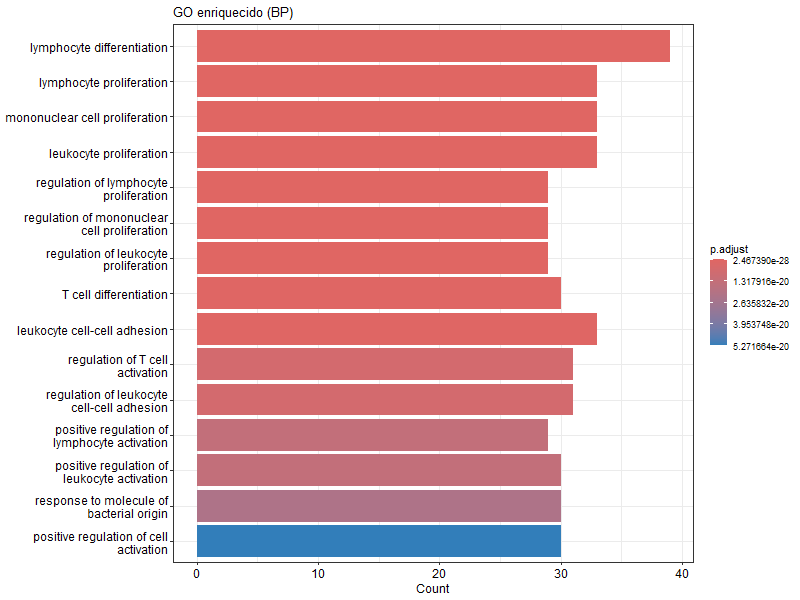 GO enriquecido (BP)
lymphocyte differentiation
lymphocyte proliferation
mononuclear cell proliferation
leukocyte proliferation
regulation of lymphocyte
proliferation
regulation of mononuclear
cell proliferation
regulation of leukocyte
proliferation
T cell differentiation
leukocyte cell-cell adhesion
regulation of T cell
activation
regulation of leukocyte
cell-cell adhesion
positive regulation of
lymphocyte activation
positive regulation of
leukocyte activation
response to molecule of
bacterial origin
positive regulation of cell
activation
0 10 20 30 40
Count
p.adjust
2.467390e-28
1.317916e-20
2.635832e-20
3.953748e-20
5.271664e-20